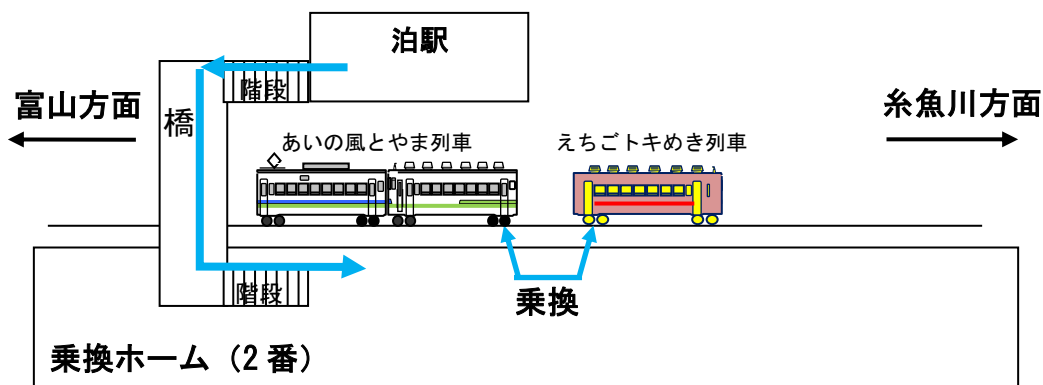 泊駅
階段
富山方面
橋
糸魚川方面
あいの風とやま列車
えちごトキめき列車
階段
乗換
乗換ホーム（2番）